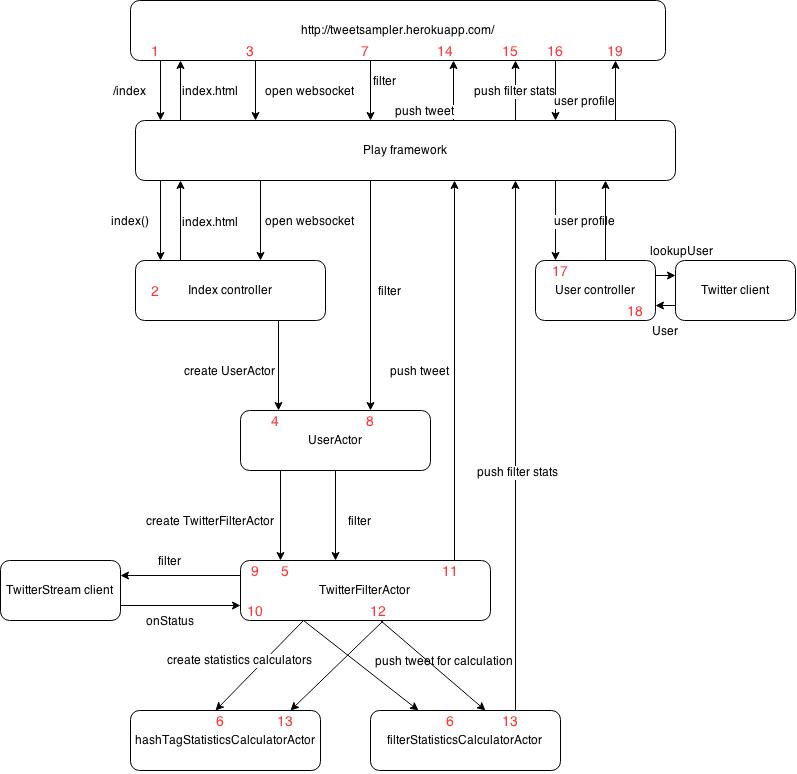 http://tweetsampler.herokuapp.com/
1 3 7 14 15 16 19
/index index.html open websocket filter push tweet push filter stats user profile
Play framework
index() index.html open websocket user profile
lookupUser
2 Index controller filter 17 User controller 18 Twitter client
User
create UserActor push tweet
4 8
UserActor
push filter stats
create TwitterFilterActor filter
filter
9 5 11
TwitterStream client TwitterFilterActor
10 12
onStatus
create statistics calculators push tweet for calculation
6 13 6 13
hashTagStatisticsCalculatorActor filterStatisticsCalculatorActor